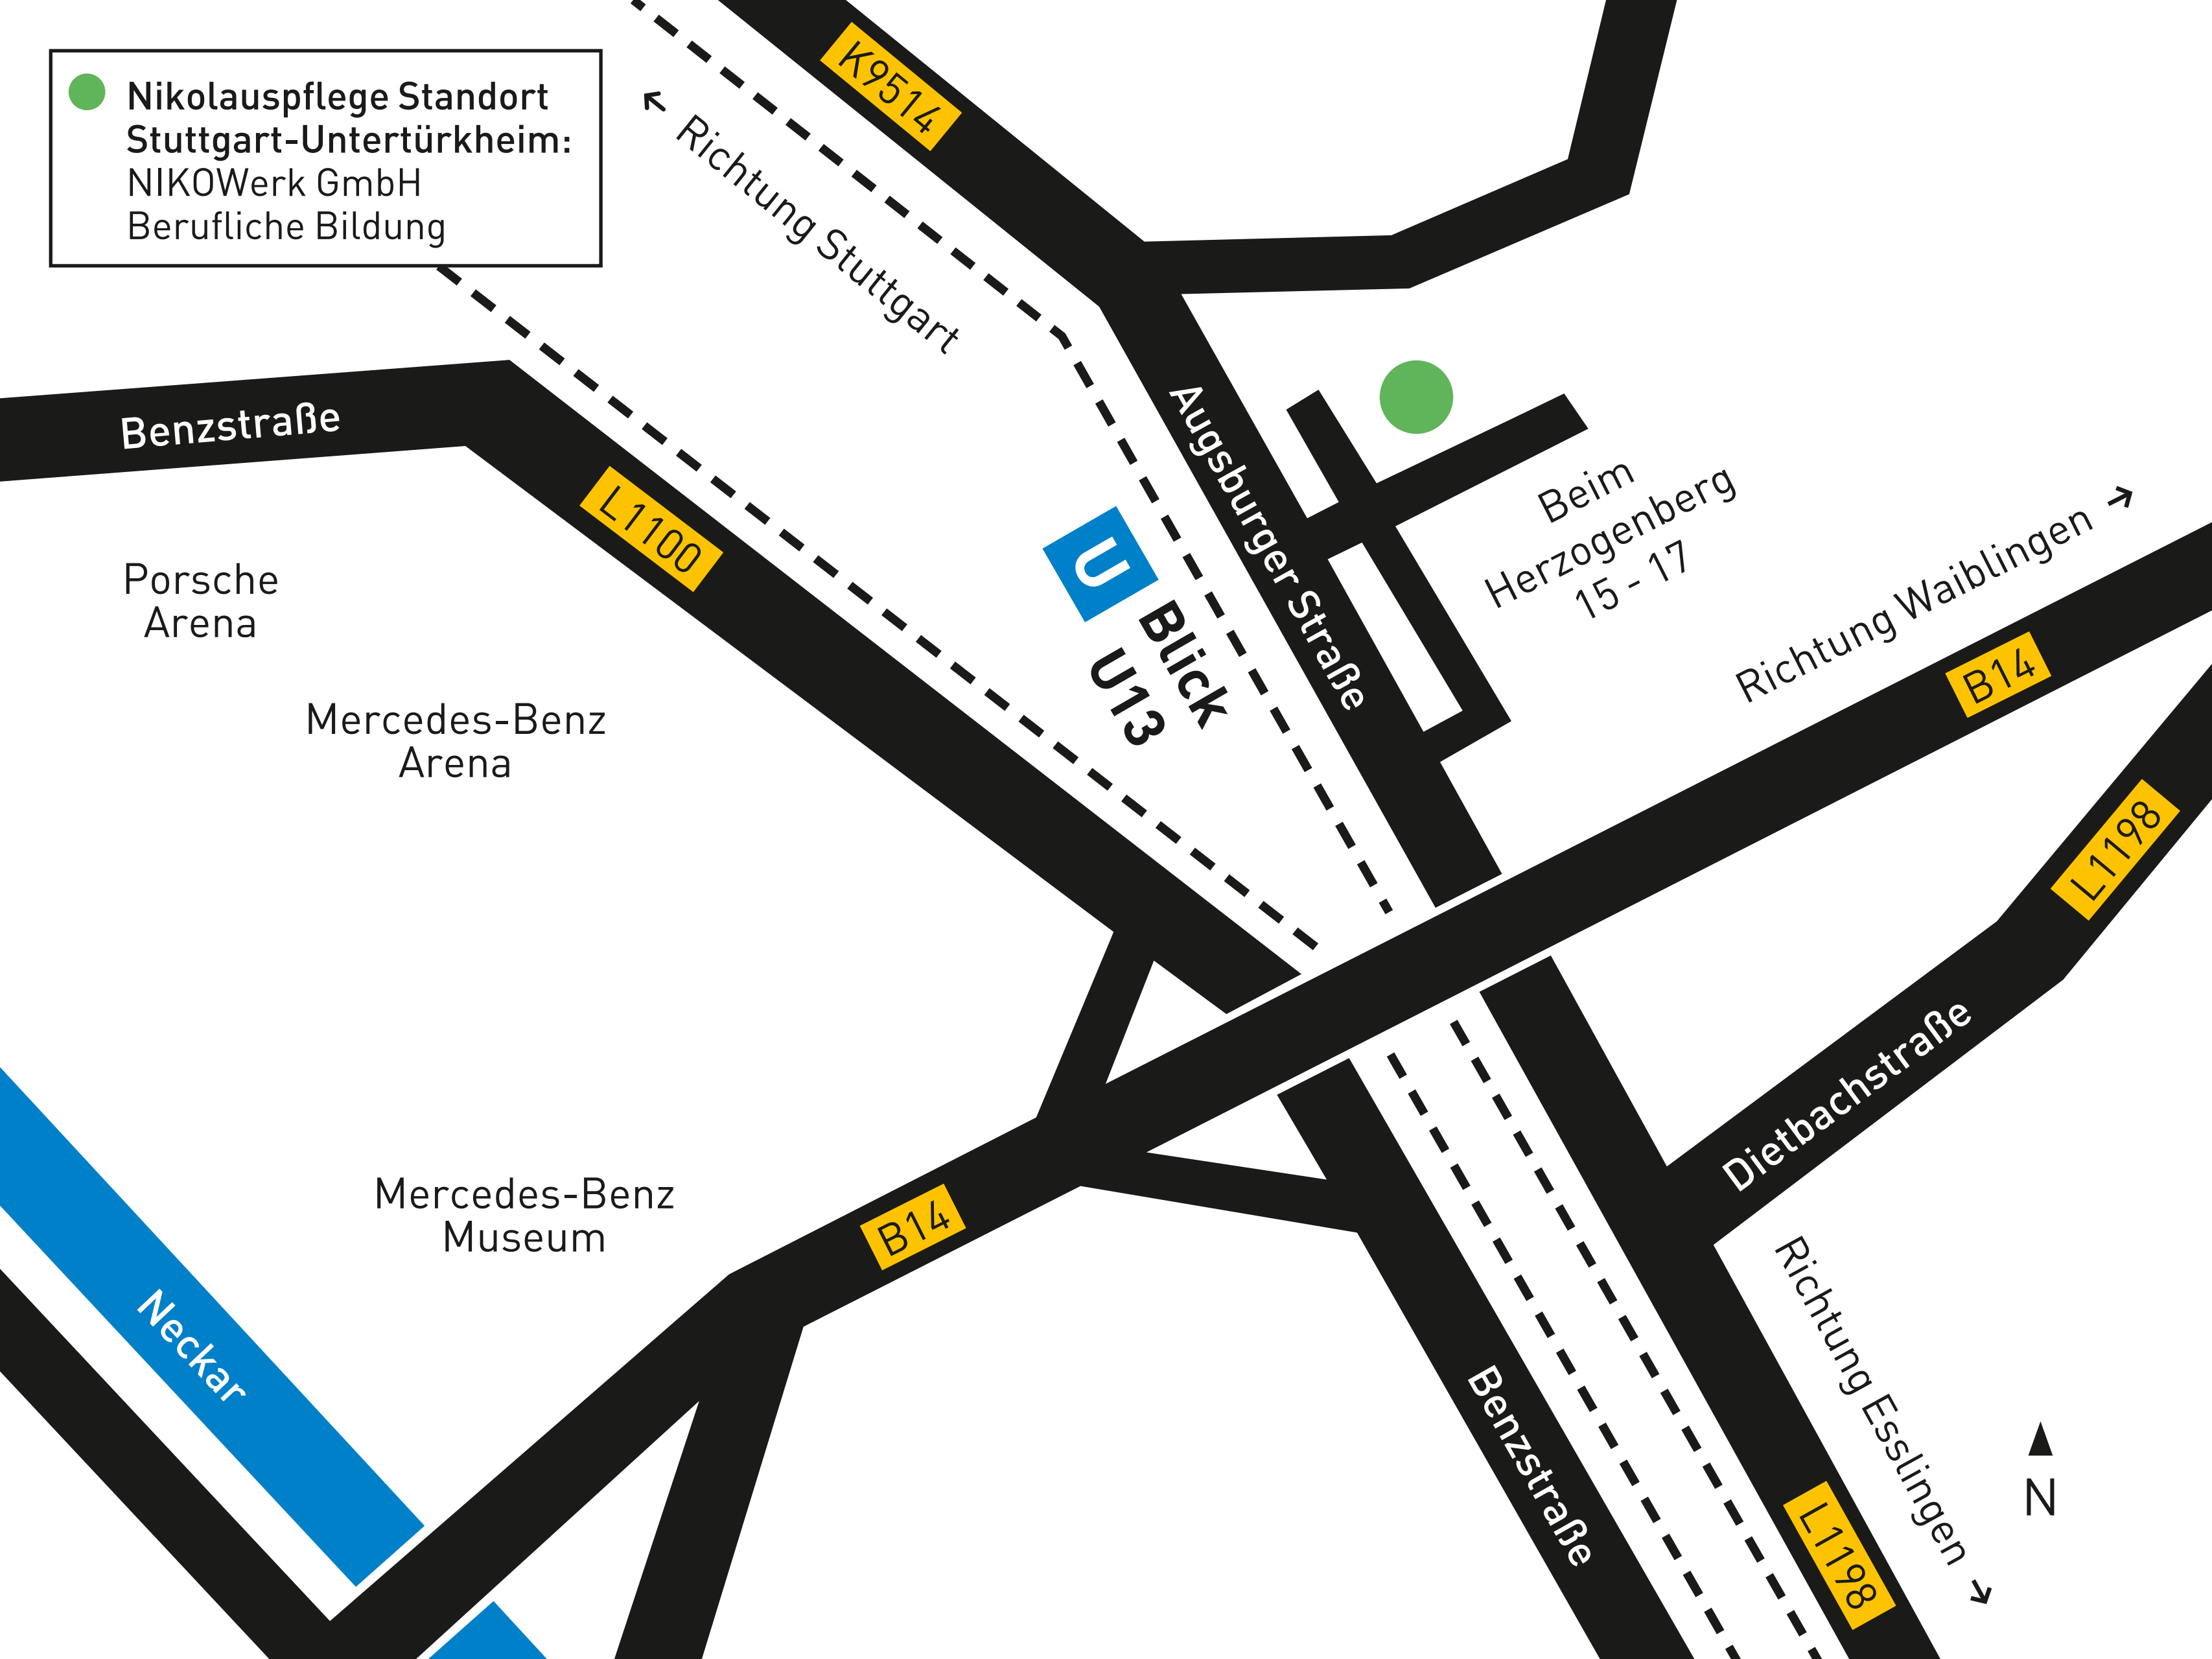 Nikolauspflege Standort
Stuttgart-Untertürkheim:
NIKOWerk GmbH
Berufliche Bildung
K9514
Richtung Stuttgart
Benzstraße
L1100
Augsburger Straße
Beim
Herzogenberg
15 - 17
Richtung Waiblingen
U
Blick
U13
Porsche
Arena
Mercedes-Benz
Arena
B14
L1198
Dietbachstraße
Mercedes-Benz
Museum
B14
Neckar
Richtung Esslingen
Benzstraße
L1198
N